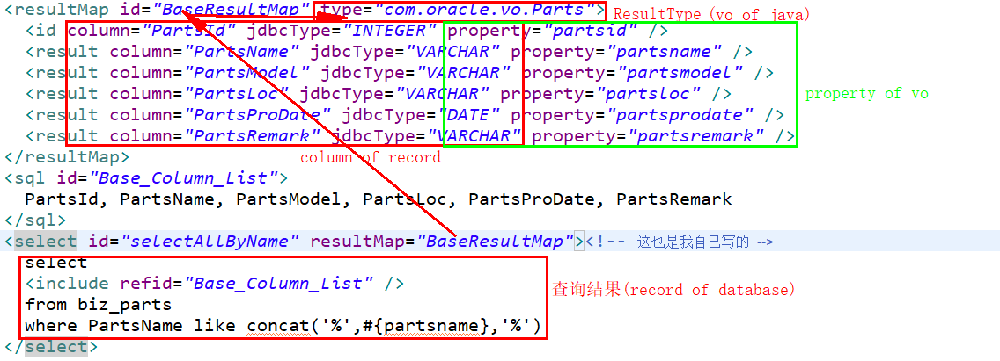 <resultMap id="BaseResultMap" type="com.oracle.vo.Parts"> ResultType (vo of java)
<id column="PartsId" jdbcType="INTEGER" property="partsid" />
<result column="PartsName" jdbcType="VARCHAR" property="partsname" />
<result column="PartsModel" jdbcType="VARCHAR" property="partsmodel" />
<result column="PartsLoc" jdbcType="VARCHAR" property="partsloc" />
property of vo
<result column="PartsProDate" jdbcType="DATE" property="partsprodate" />
<result column="PartsRemark" jdbcType="VARCHAR" property="partsremark" />
</resultMap>
column of record
<sql id="Base_Column_List">
PartsId, PartsName, PartsModel, PartsLoc, PartsProDate, PartsRemark
</sql>
<select id="selectAllByName" resultMap="BaseResultMap"><!-- 这也是我自己写的 -->
select
<include refid="Base_Column_List" />
查询结果(record of database)
from biz_parts
where PartsName like concat('%',#{partsname},'%')
</select>